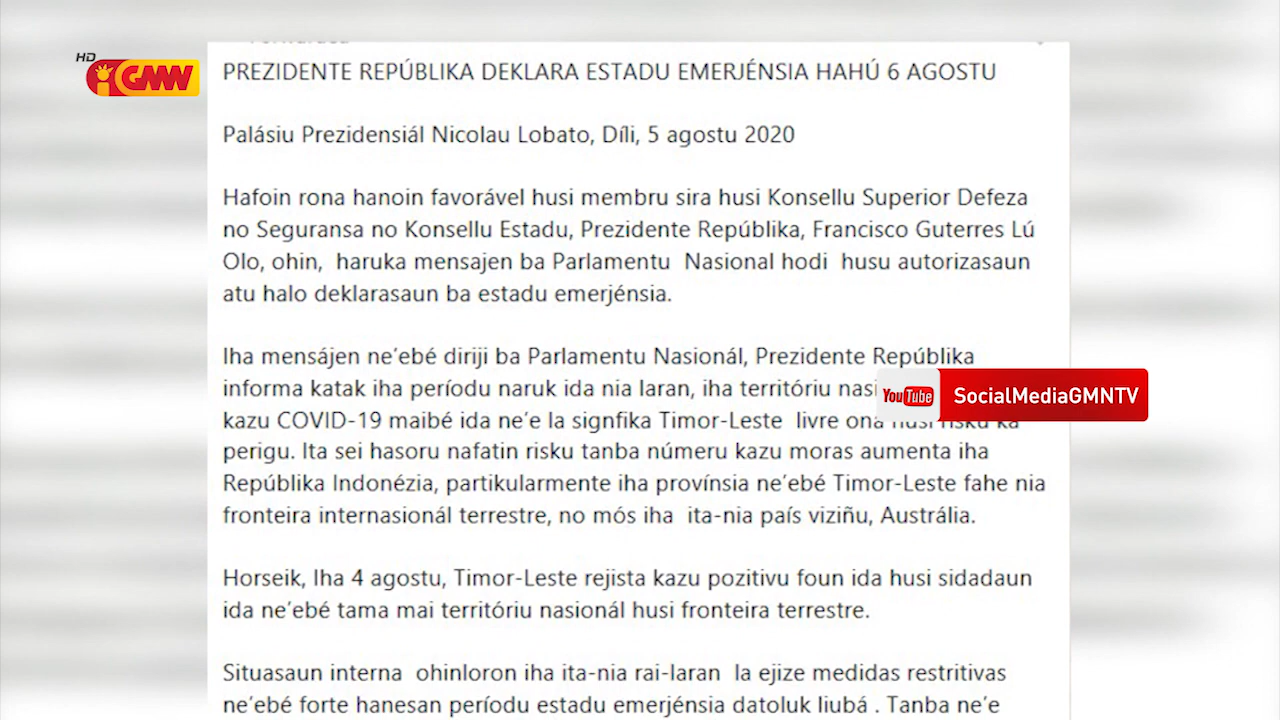 HD
GMN
PREZIDENTE REPÚBLIKA DEKLARA ESTADU EMERJÉNSIA HAHÚ 6 AGOSTU
Palásiu Prezidensiál Nicolau Lobato, Díli, 5 agostu 2020
Hafoin rona hanoin favorável husi membru sira husi Konsellu Superior Defeza
no Seguransa no Konsellu Estadu, Prezidente Repúblika, Francisco Guterres Lú
Olo, ohin, haruka mensajen ba Parlamentu Nasional hodi husu autorizasaun
atu halo deklarasaun ba estadu emerjénsia.
Iha mensájen ne’ebé diriji ba Parlamentu Nasionál, Prezidente Repúblika
informa katak iha períodu naruk ida nia laran, iha territóriu
YouTube SocialMediaGMNTV
kazu COVID-19 maibé ida ne’e la signfika Timor-Leste livre ona husi risku ka
perigu. Ita sei hasoru nafatin risku tanba númeru kazu moras aumenta iha
Repúblika Indonézia, partikularmente iha provínsia ne’ebé Timor-Leste fahe nia
fronteira internasionál terrestre, no mós iha ita-nia país viziñu, Austrália.
Horseik, Iha 4 agostu, Timor-Leste rejista kazu pozitivu foun ida husi sidadaun
ida ne’ebé tama mai territóriu nasionál husi fronteira terrestre.
Situasaun interna ohinloron iha ita-nia rai-laran la ejize medidas restritivas
ne’ebé forte hanesan períodu estadu emerjénsia datoluk liubá . Tanba ne’e